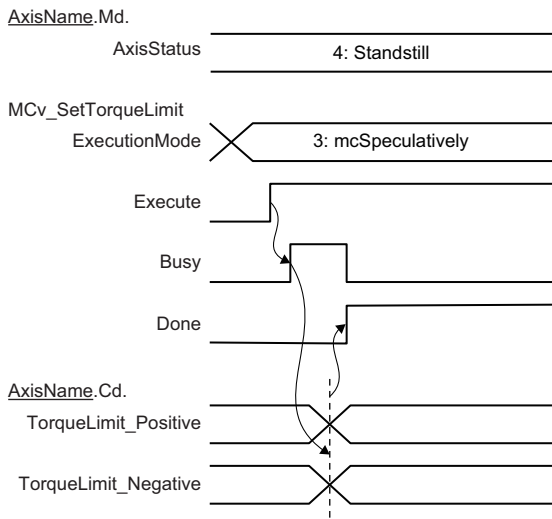 AxisName.Md.
AxisStatus
4: Standstill
MCv_SetTorqueLimit
ExecutionMode
3: mcSpeculatively
Execute
Busy
Done
AxisName.Cd.
TorqueLimit_Positive
TorqueLimit_Negative